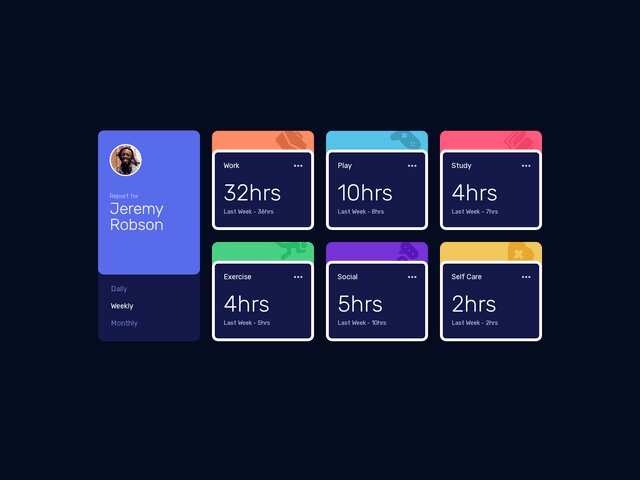 Report for
Jeremy
Robson
Daily
Weekly
Monthly
Work
32hrs
Last Week - 36hrs
Play
10hrs
Last Week - 8hrs
Study
4hrs
Last Week - 7hrs
Exercise
4hrs
Last Week - 5hrs
Social
5hrs
Last Week - 10hrs
Self Care
2hrs
Last Week - 2hrs